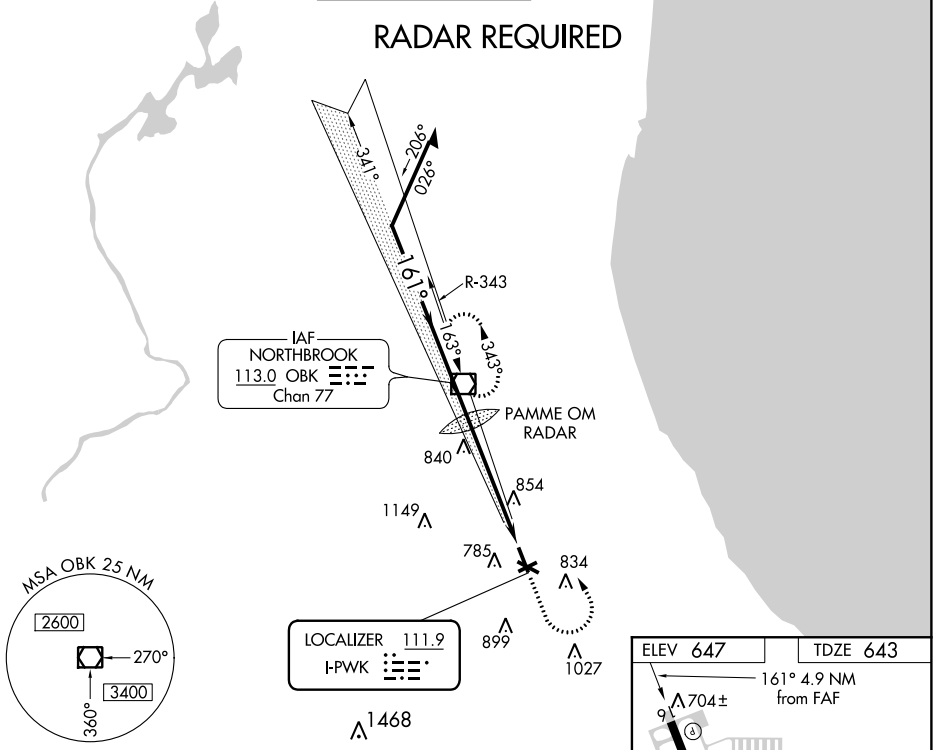 RADAR REQUIRED
341°
206°
026°
161°
R-343
163°
343°
IAF
NORTHBROOK
113.0 OBK
Chan 77
PAMME OM
RADAR
840
854
1149
785
834
899
1027
LOCALIZER 111.9
I-PWK
1468
MSA OBK 25 NM
2600
270°
3400
360°
ELEV 647
TDZE 643
161° 4.9 NM
from FAF
704±
16